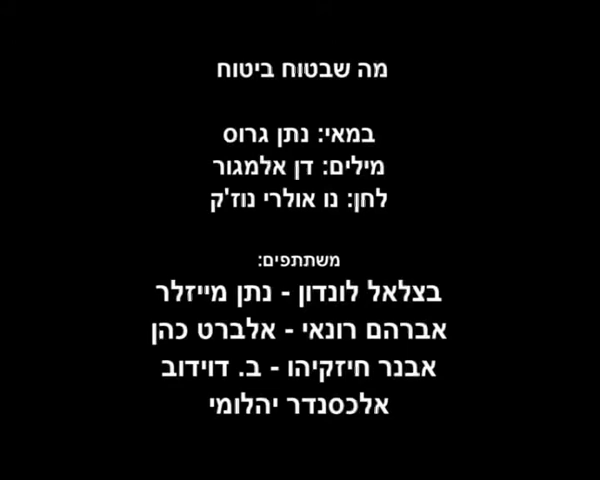 מה שבטוח ביטוח
במאי: נתן גרוס
מילים: דן אלמגור
לחן: נו אולרי נוז'ק
משתתפים:
בצלאל לונדון - נתן מייזלר
אברהם רונאי - אלברט כהן
אבנר חיזקיהו - ב. דוידוב
אלכסנדר יהלומי